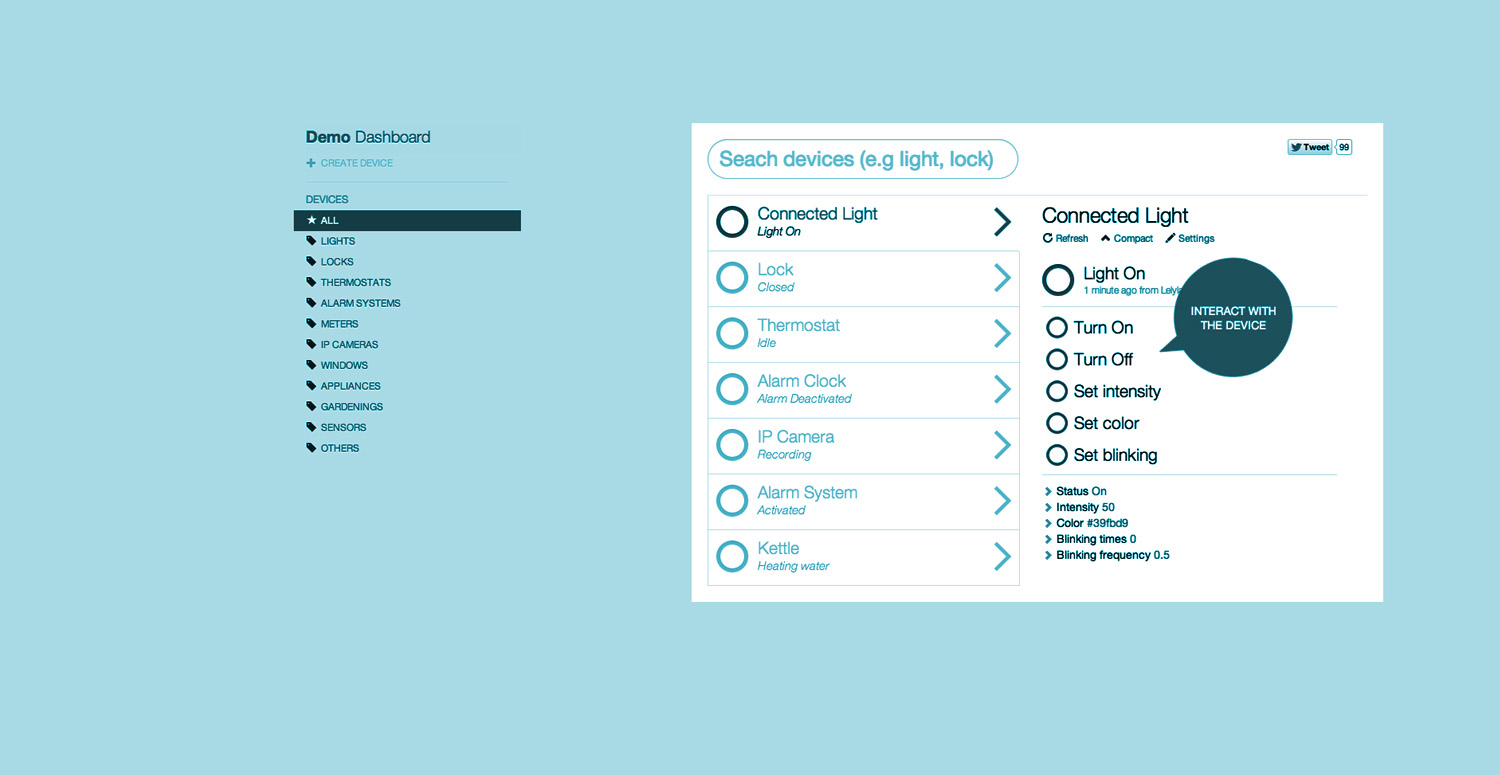 Demo Dashboard
CREATE DEVICE
DEVICES
ALL
LIGHTS
LOCKS
THERMOSTATS
ALARM SYSTEMS
METERS
IP CAMERAS
WINDOWS
APPLIANCES
GARDENINGS
SENSORS
OTHERS
Seach devices (e.g light, lock)
Tweet 99
Connected Light
Light On
Lock
Closed
Thermostat
Idle
Alarm Clock
Alarm Deactivated
IP Camera
Recording
Alarm System
Activated
Kettle
Heating water
Connected Light
Refresh Compact Settings
Light On
1 minute ago from
INTERACT WITH
THE DEVICE
Turn On
Turn Off
Set intensity
Set color
Set blinking
Status On
Intensity 50
Color #39fbd9
Blinking times 0
Blinking frequency 0.5